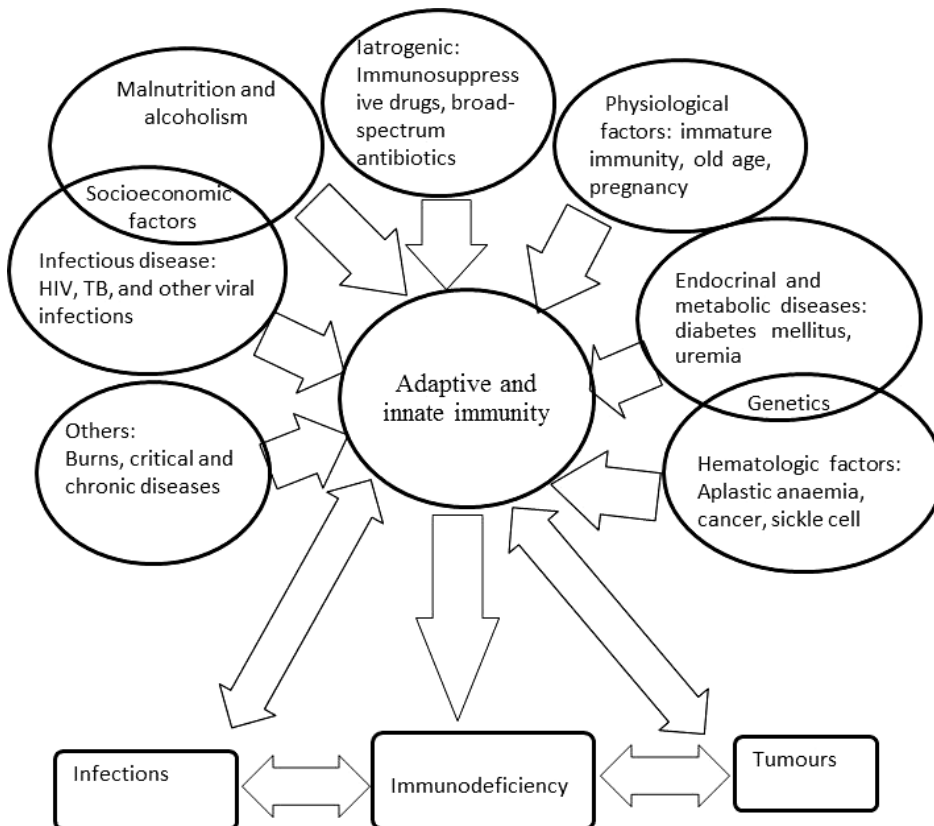 Iatrogenic:
Immunosuppress
ive drugs, broad-
spectrum
antibiotics
Malnutrition and
alcoholism
Physiological
factors: immature
immunity, old age,
pregnancy
Socioeconomic
factors
Infectious disease:
HIV, TB, and other viral
infections
Endocrinal and
metabolic diseases:
diabetes mellitus,
uremia
Adaptive and
innate immunity
Genetics
Others:
Burns, critical and
chronic diseases
Hematologic factors:
Aplastic anaemia,
cancer, sickle cell
Infections
Immunodeficiency
Tumours